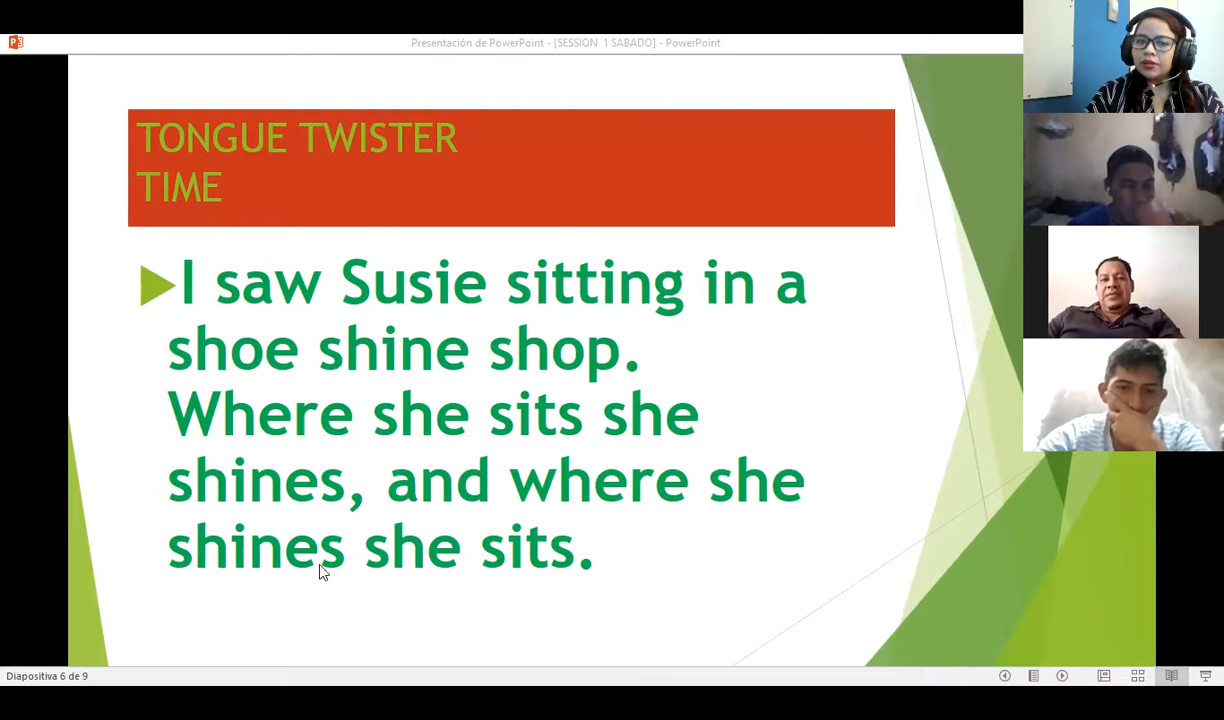 Presentación de PowerPoint - [SESSION 1 SABADO] - PowerPoint
TONGUE TWISTER
TIME
I saw Susie sitting in a
shoe shine shop.
Where she sits she
shines, and where she
shines she sits.
Diapositiva 6 de 9